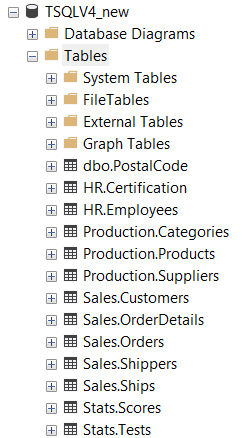 TSQLV4_new
Database Diagrams
Tables
System Tables
FileTables
External Tables
Graph Tables
dbo.PostalCode
HR.Certification
HR.Employees
Production.Categories
Production.Products
Production.Suppliers
Sales.Customers
Sales.OrderDetails
Sales.Orders
Sales.Shippers
Sales.Ships
Stats.Scores
Stats.Tests